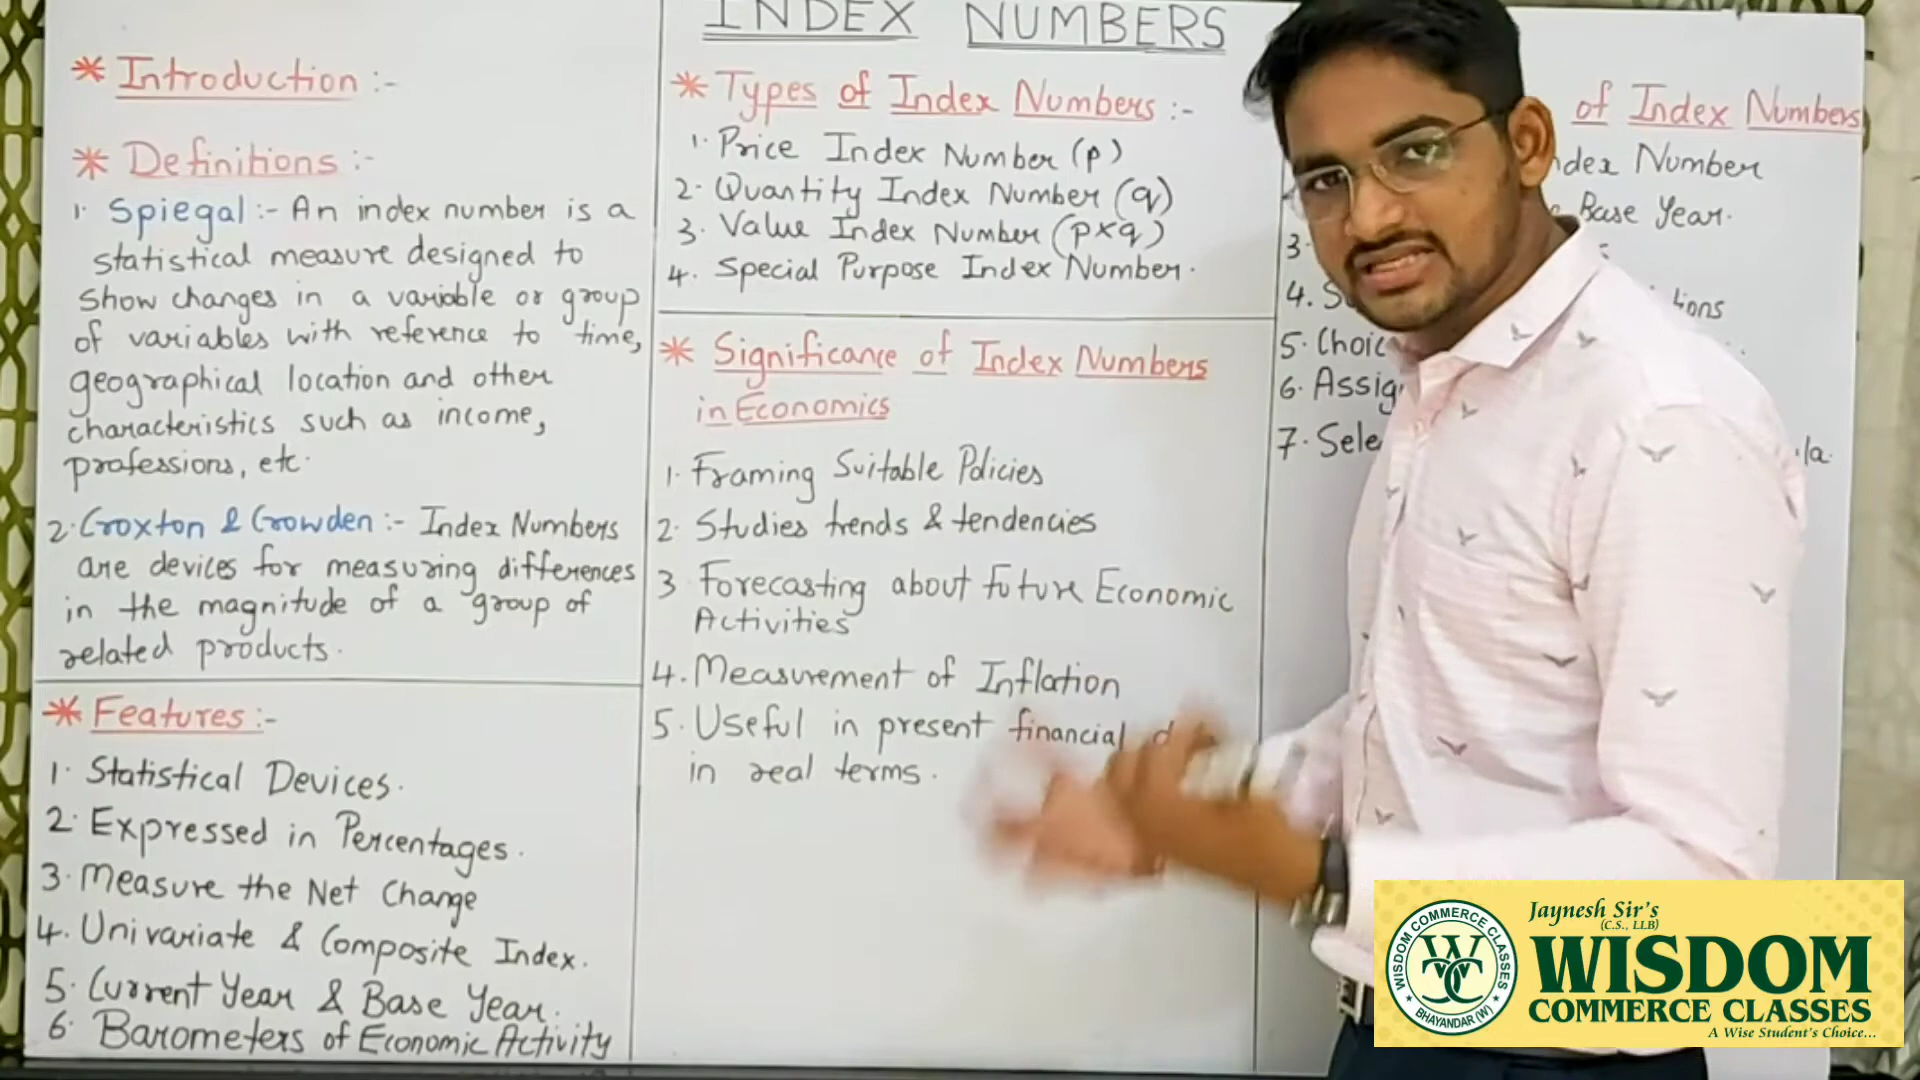 INDEX NUMBERS
* Introduction :-
* Definitions :-
1. Spiegal :- An index number is a
statistical measure designed to
show changes in a variable or group
of variables with reference to time,
geographical location and other
characteristics such as income,
professions, etc.
2. Croxton & Crowden :- Index Numbers
are devices for measuring differences
in the magnitude of a group of
related products.
* Features :-
1. Statistical Devices.
2. Expressed in Percentages.
3. Measure the Net Change
4. Univariate & Composite Index.
5. Current Year & Base Year.
6. Barometers of Economic Activity
* Types of Index Numbers :-
1. Price Index Number (p)
2. Quantity Index Number (q)
3. Value Index Number (p×q)
4. Special Purpose Index Number.
* Significance of Index Numbers
in Economics
1. Framing Suitable Policies
2. Studies trends & tendencies
3 Forecasting about future Economic
Activities
4. Measurement of Inflation
5. Useful in present financial
in real terms.
of Index Numbers
Number
Base Year.
3.
4.
5.
6.
7.
Jaynesh Sir's
(C.S., LLB)
WISDOM
COMMERCE CLASSES
A Wise Student's Choice...
WISDOM COMMERCE CLASSES
WCC
BHAYANDAR (W)